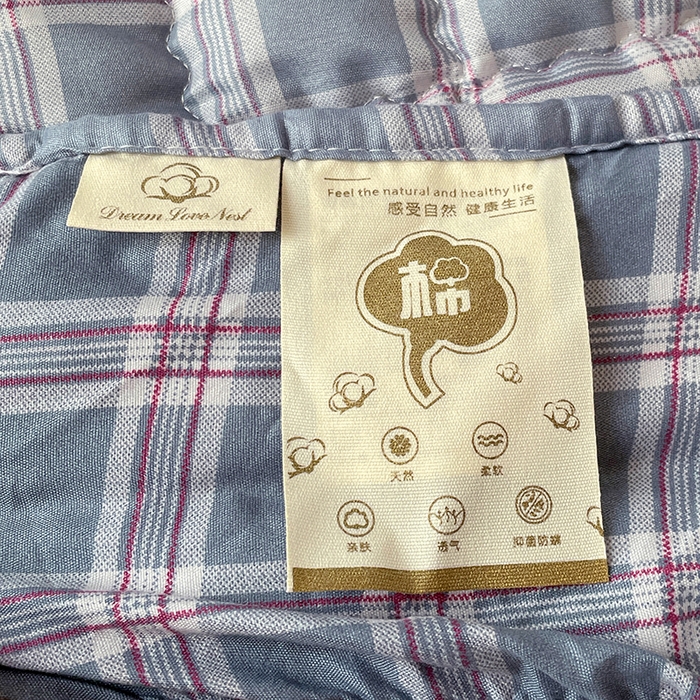 Dream Love Nest
Feel the natural and healthy life
感受自然 健康生活
棉
天然
柔软
亲肤
透气
抑菌防螨